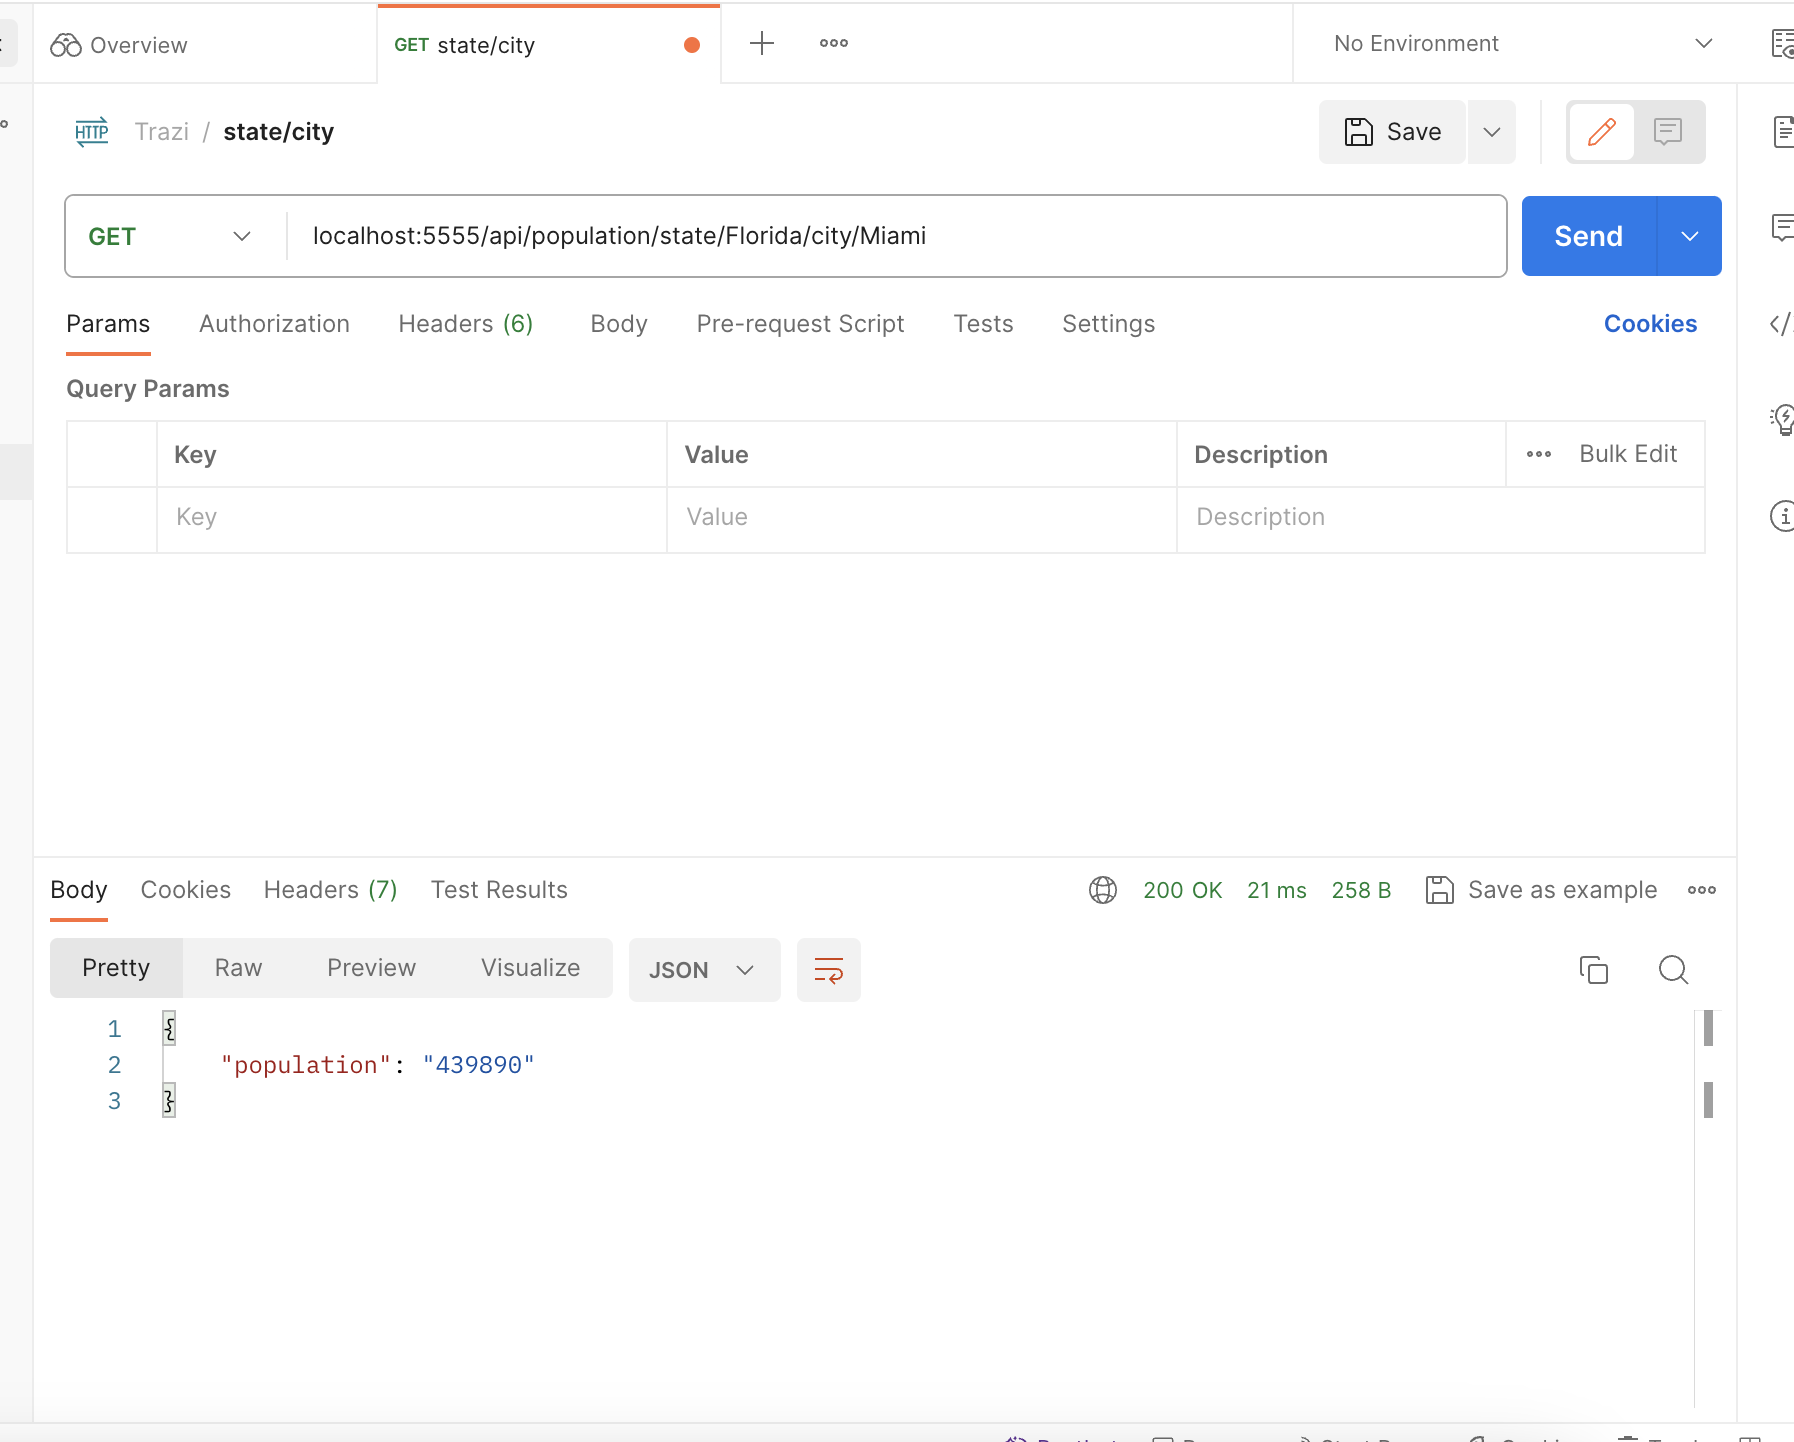 Overview GET state/city No Environment
HTTP Trazi / state/city Save
GET localhost:5555/api/population/state/Florida/city/Miami Send
Params Authorization Headers (6) Body Pre-request Script Tests Settings Cookies
Query Params
Key Value Description Bulk Edit
Key Value Description
Body Cookies Headers (7) Test Results 200 OK 21 ms 258 B Save as example
Pretty Raw Preview Visualize JSON
1 {
2 "population": "439890"
3 }